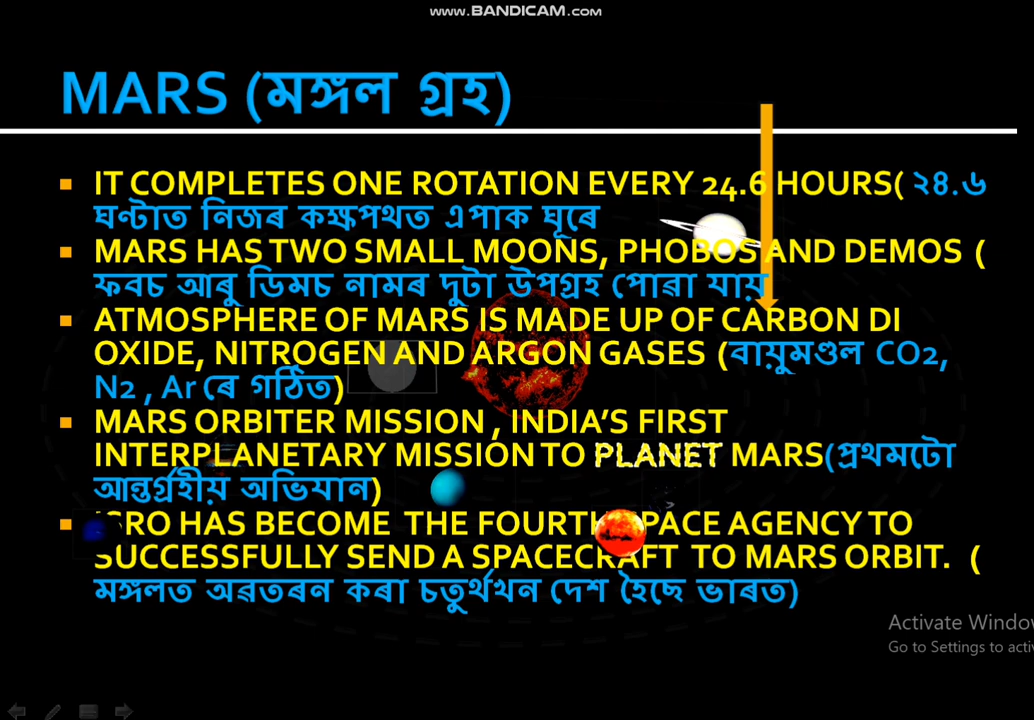 www.BANDICAM.com
MARS (মঙ্গল গ্ৰহ)
IT COMPLETES ONE ROTATION EVERY 24.6 HOURS( ২৪.৬
ঘণ্টাত নিজৰ কক্ষপথত এপাক ঘূৰে
MARS HAS TWO SMALL MOONS, PHOBOS AND DEMOS (
ফবচ আৰু ডিমচ নামৰ দুটা উপগ্ৰহ পোৱা যায়
ATMOSPHERE OF MARS IS MADE UP OF CARBON DI
OXIDE, NITROGEN AND ARGON GASES (বায়ুমণ্ডল CO2,
N2 , Ar ৰে গঠিত)
MARS ORBITER MISSION , INDIA'S FIRST
INTERPLANETARY MISSION TO PLANET MARS(প্ৰথমটো
আন্তৰ্গ্ৰহীয় অভিযান)
ISRO HAS BECOME THE FOURTH SPACE AGENCY TO
SUCCESSFULLY SEND A SPACECRAFT TO MARS ORBIT. (
মঙ্গলত অৱতৰন কৰা চতুৰ্থখন দেশ হৈছে ভাৰত)
Activate Windo
Go to Settings to acti